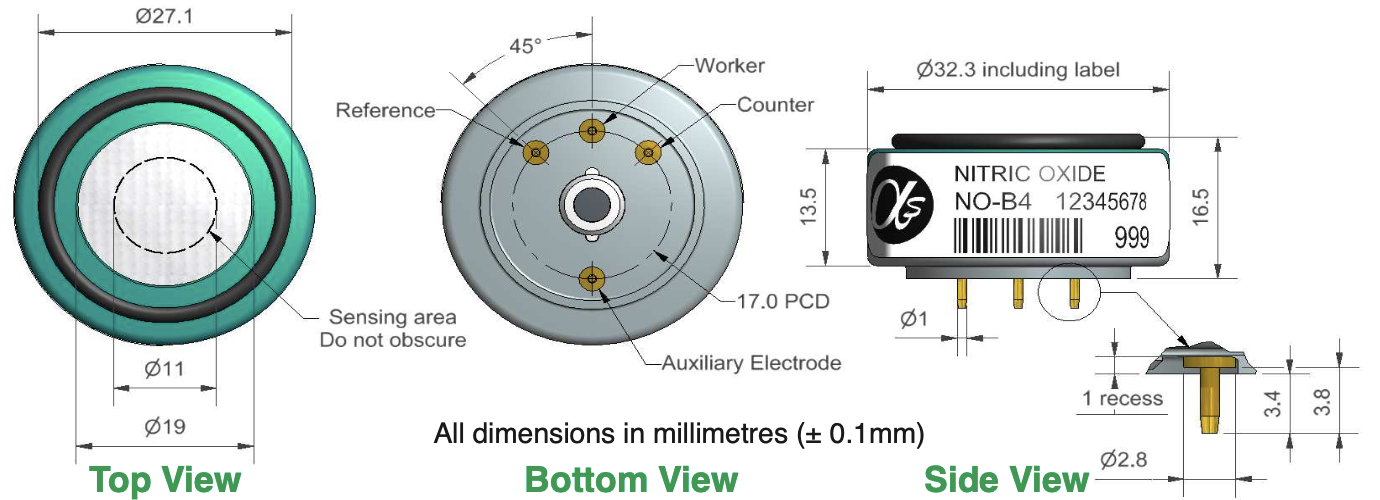 Ø27.1
Sensing area
Do not obscure
Ø11
Ø19
Top View
45°
Worker
Reference
Counter
17.0 PCD
Auxiliary Electrode
All dimensions in millimetres (± 0.1mm)
Bottom View
Ø32.3 including label
13.5
NITRIC OXIDE
NO-B4 12345678
999
16.5
Ø1
1 recess
3.4
3.8
Ø2.8
Side View